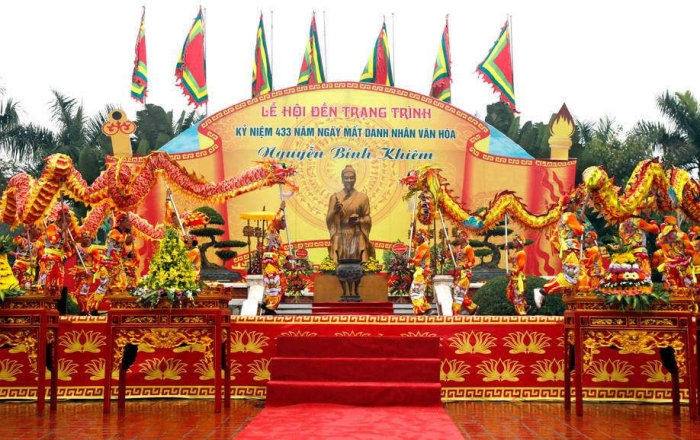 LỄ HỘI ĐỀN TRẠNG TRÌNH
KỶ NIỆM 433 NĂM NGÀY MẤT DANH NHÂN VĂN HÓA
Nguyễn Bỉnh Khiêm